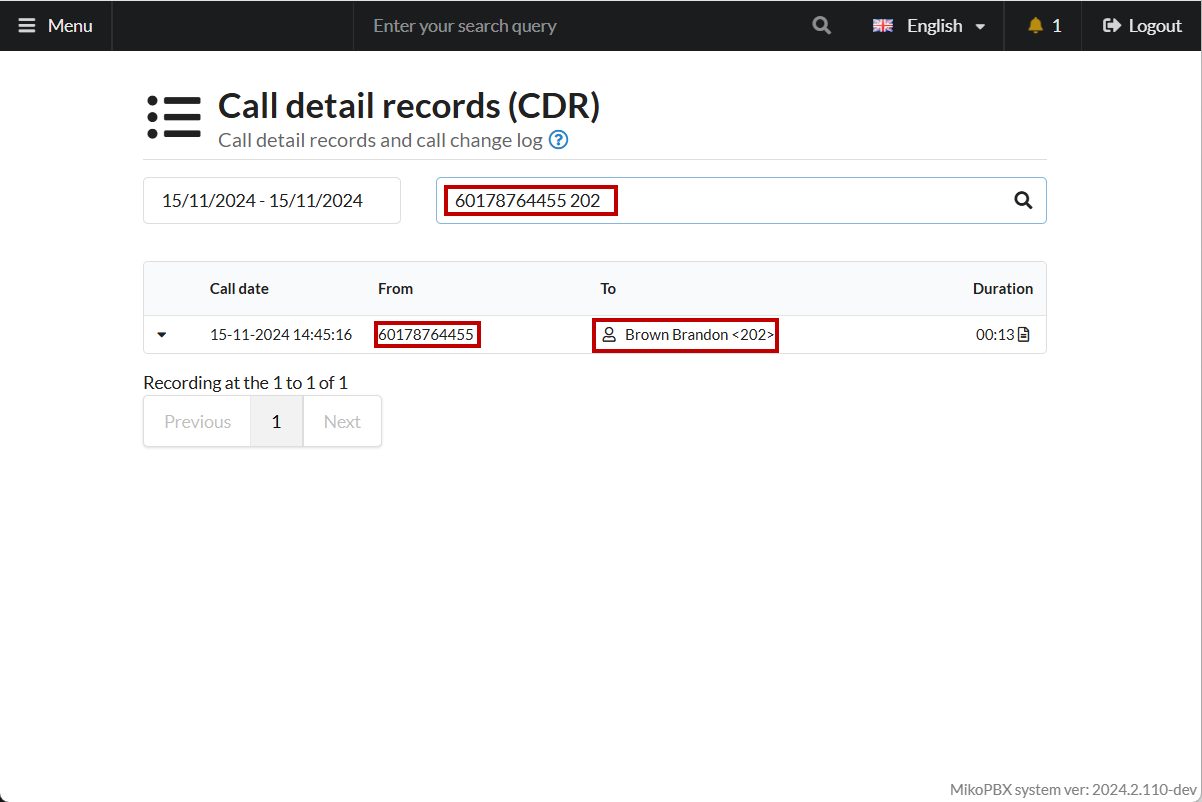 Menu Enter your search query English 1 Logout
Call detail records (CDR)
Call detail records and call change log ?
15/11/2024 - 15/11/2024 60178764455 202
Call date From To Duration
15-11-2024 14:45:16 60178764455 Brown Brandon <202> 00:13
Recording at the 1 to 1 of 1
Previous 1 Next
MikoPBX system ver: 2024.2.110-dev